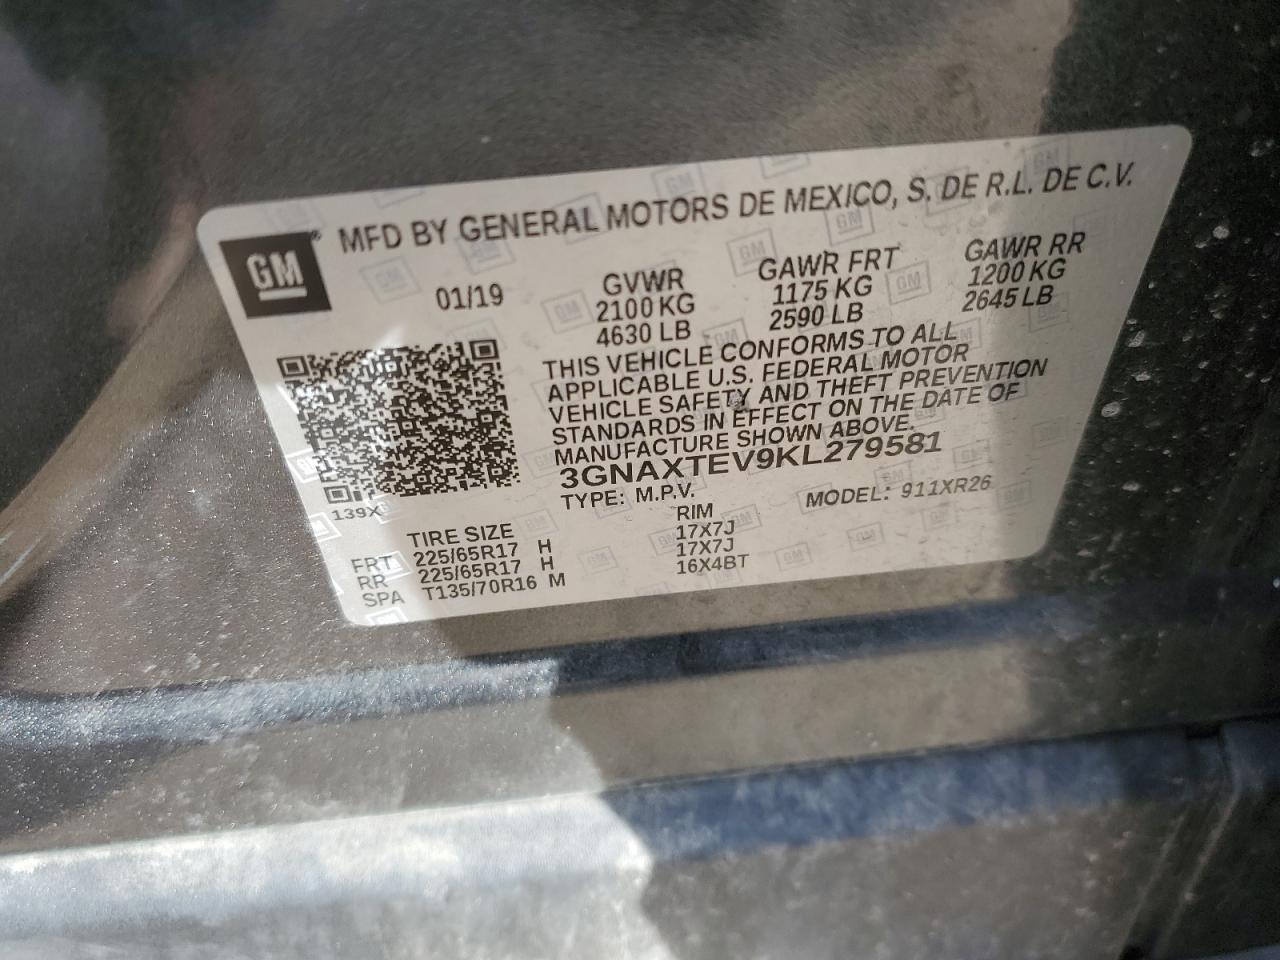 GM
MFD BY GENERAL MOTORS DE MEXICO, S. DE R.L. DE C.V.
01/19
GVWR GAWR FRT GAWR RR
2100 KG 1175 KG 1200 KG
4630 LB 2590 LB 2645 LB
THIS VEHICLE CONFORMS TO ALL
APPLICABLE U.S. FEDERAL MOTOR
VEHICLE SAFETY AND THEFT PREVENTION
STANDARDS IN EFFECT ON THE DATE OF
MANUFACTURE SHOWN ABOVE.
3GNAXTEV9KL279581
TYPE: M.P.V. MODEL: 911XR26
139X
TIRE SIZE RIM
FRT 225/65R17 H 17X7J
RR 225/65R17 H 17X7J
SPA T135/70R16 M 16X4BT